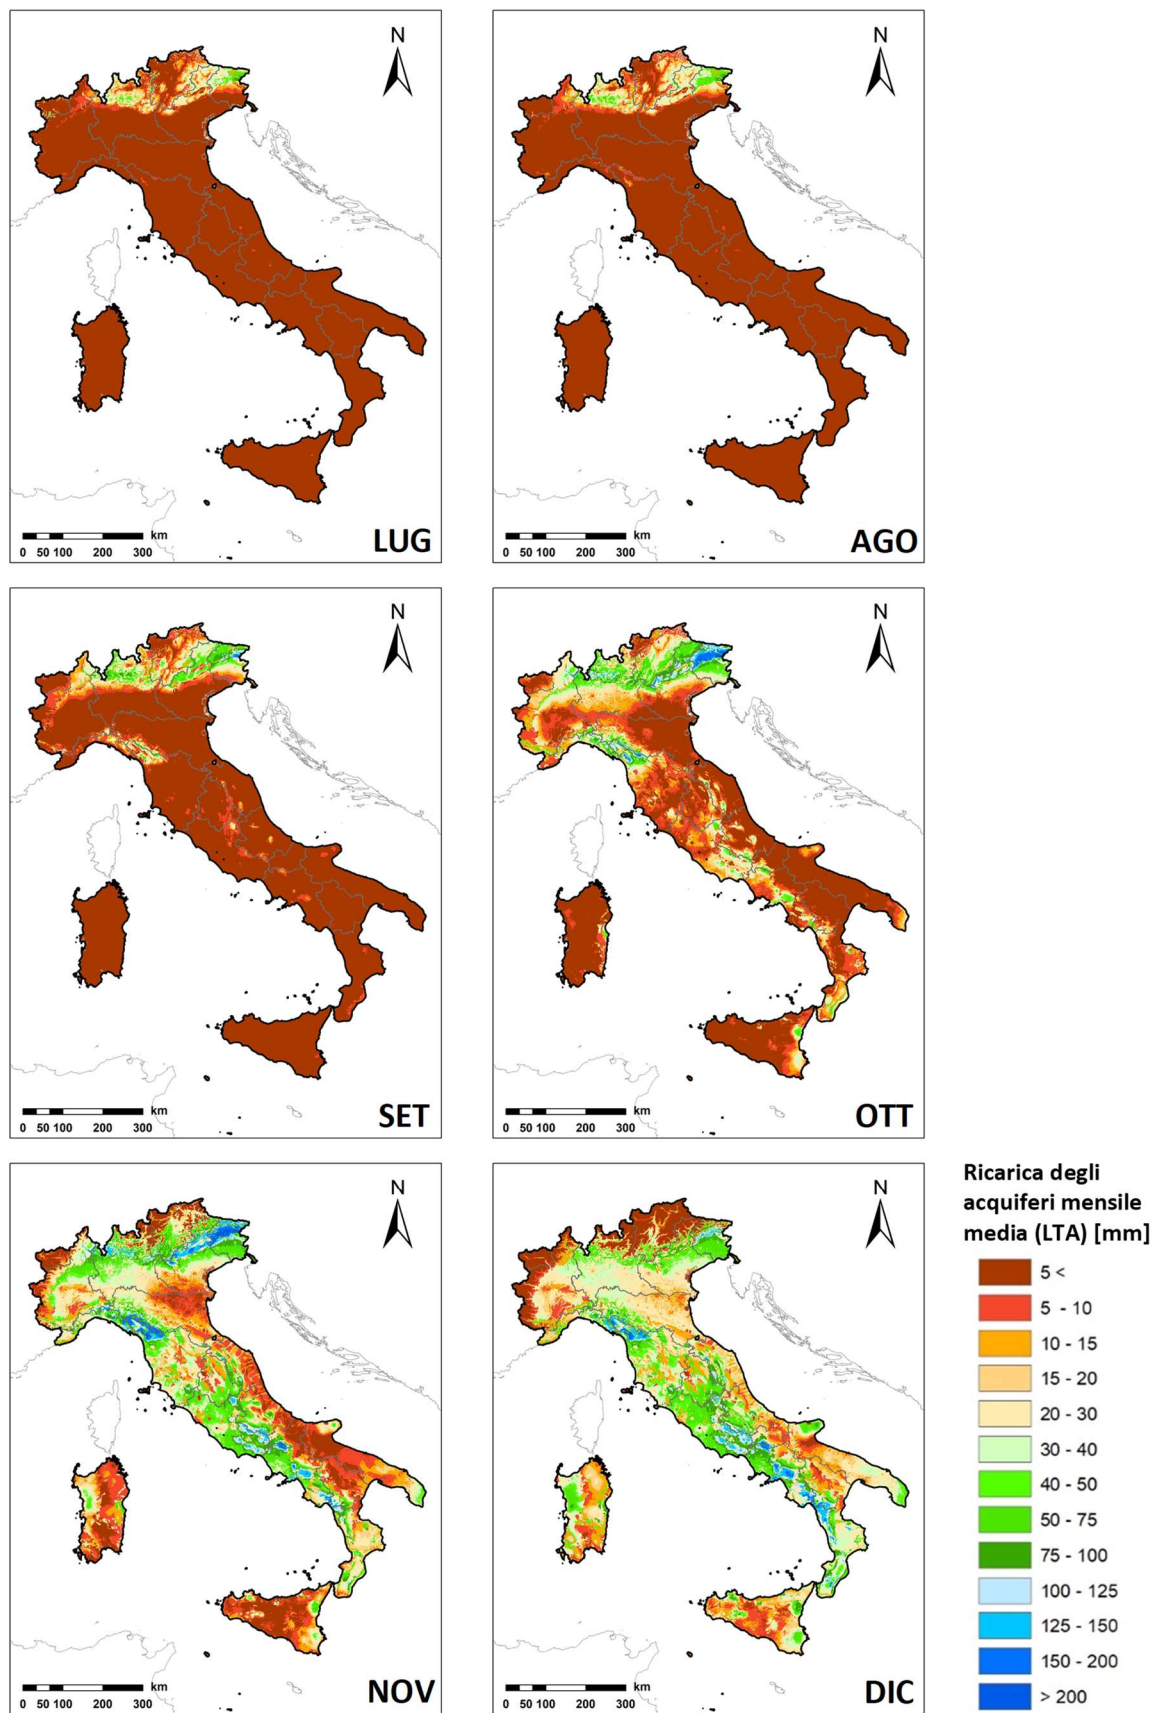 N
N
km
0 50 100 200 300
LUG
km
0 50 100 200 300
AGO
N
N
km
0 50 100 200 300
SET
km
0 50 100 200 300
OTT
N
N
km
0 50 100 200 300
NOV
km
0 50 100 200 300
DIC
Ricarica degli
acquiferi mensile
media (LTA) [mm]
5 <
5 - 10
10 - 15
15 - 20
20 - 30
30 - 40
40 - 50
50 - 75
75 - 100
100 - 125
125 - 150
150 - 200
> 200